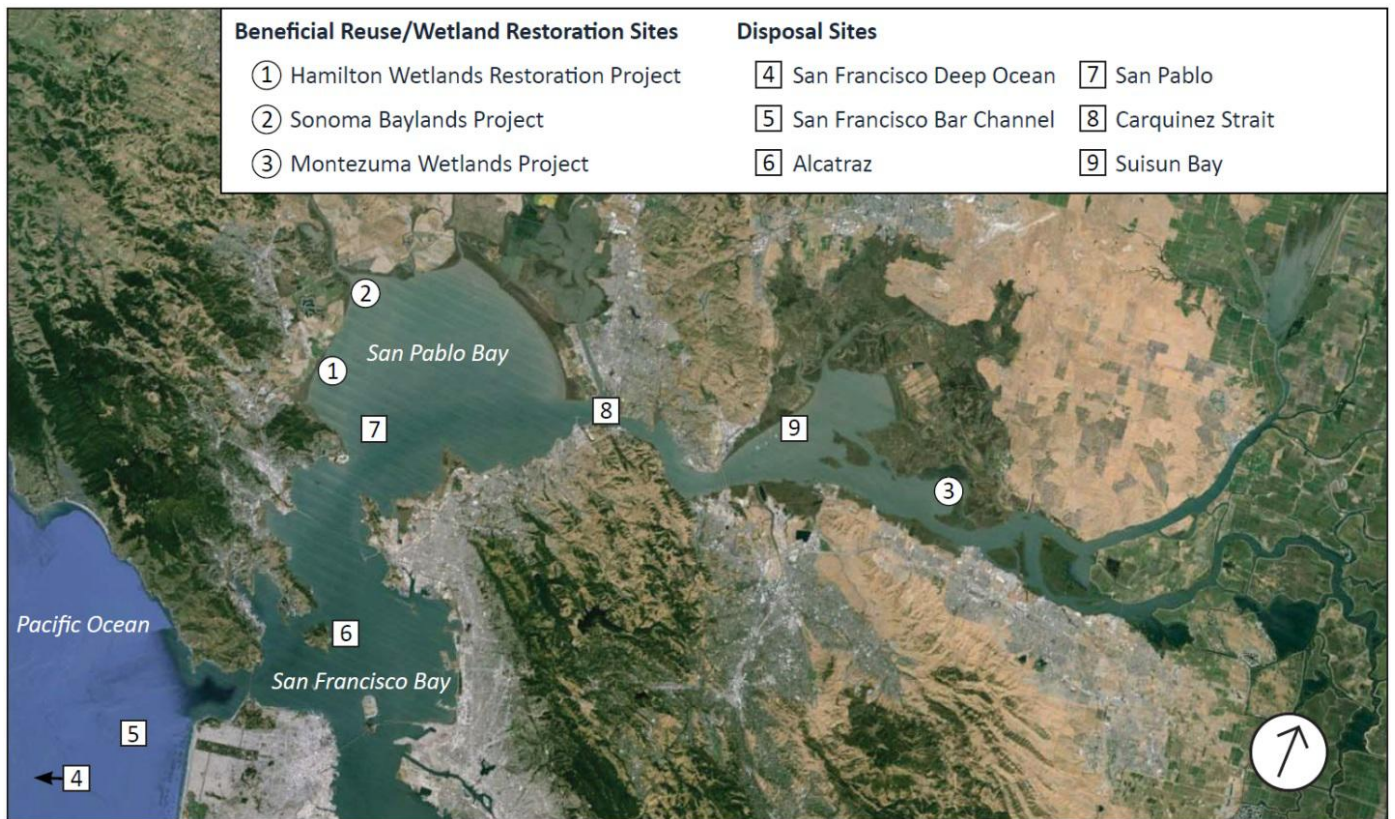 Beneficial Reuse/Wetland Restoration Sites
1 Hamilton Wetlands Restoration Project
2 Sonoma Baylands Project
3 Montezuma Wetlands Project
Disposal Sites
4 San Francisco Deep Ocean
5 San Francisco Bar Channel
6 Alcatraz
7 San Pablo
8 Carquinez Strait
9 Suisun Bay
2
San Pablo Bay
1
8
7
9
3
Pacific Ocean
6
San Francisco Bay
5
4